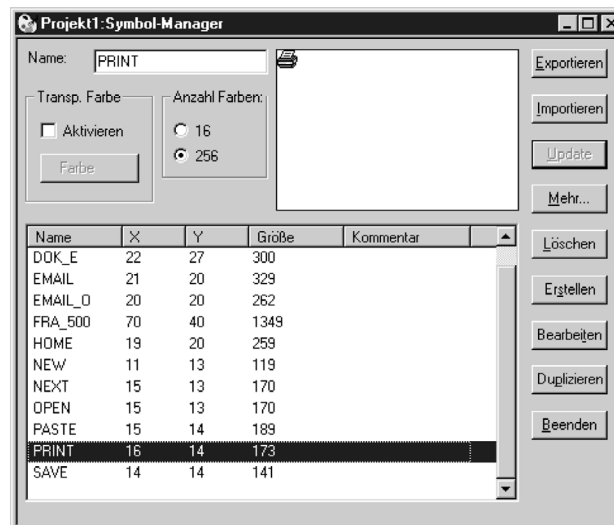 Projekt1:Symbol-Manager
Name: PRINT
Transp. Farbe
Aktivieren
Farbe
Anzahl Farben:
16
256
Exportieren
Importieren
Update
Mehr...
Löschen
Erstellen
Bearbeiten
Duplizieren
Beenden
Name X Y Größe Kommentar
DOK_E 22 27 300
EMAIL 21 20 329
EMAIL_O 20 20 262
FRA_500 70 40 1349
HOME 19 20 259
NEW 11 13 119
NEXT 15 13 170
OPEN 15 13 170
PASTE 15 14 189
PRINT 16 14 173
SAVE 14 14 141